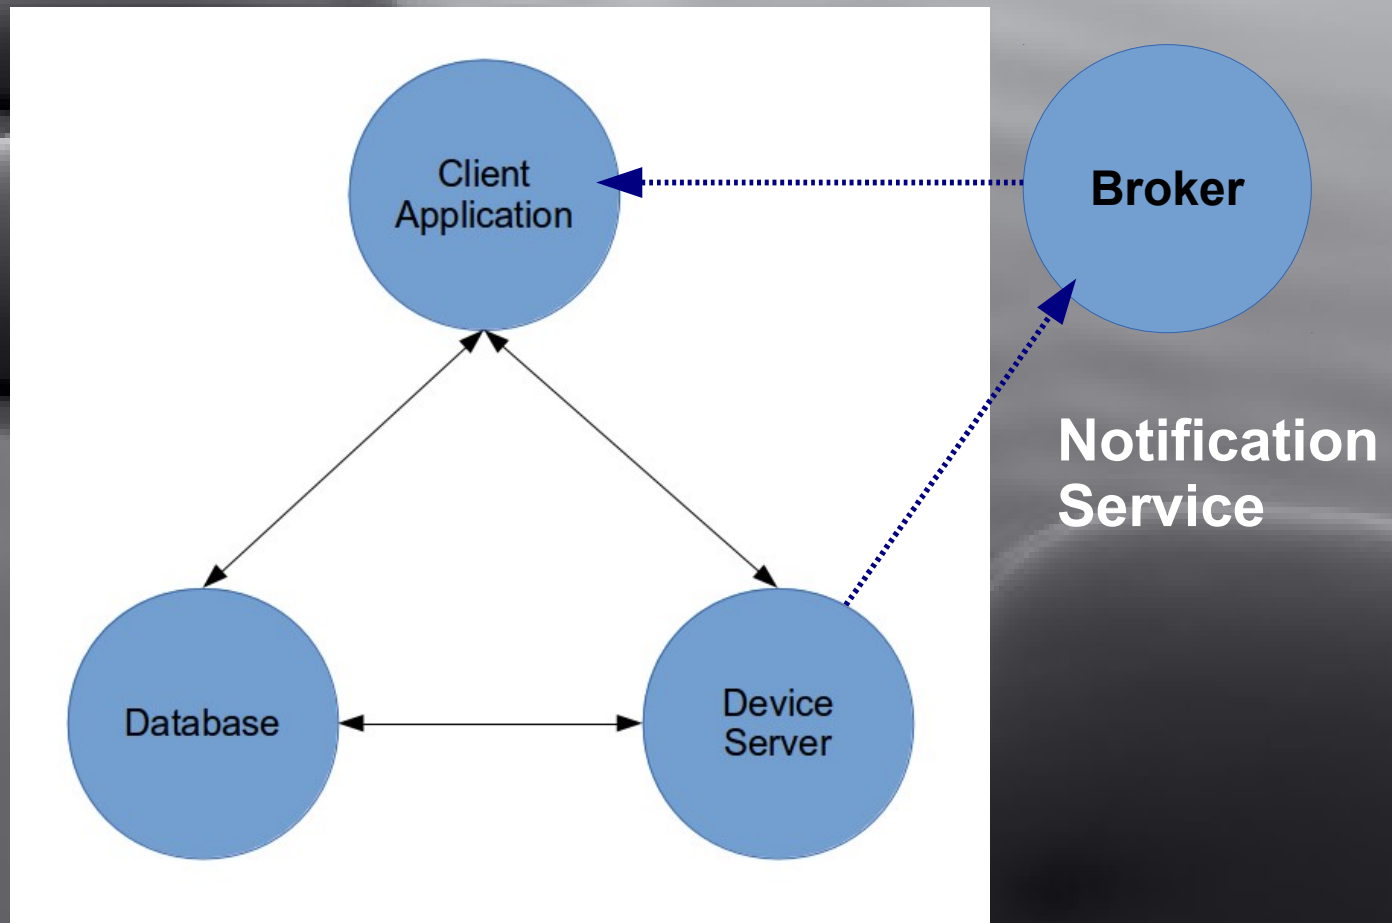 Client
Application
Broker
Notification
Service
Database
Device
Server